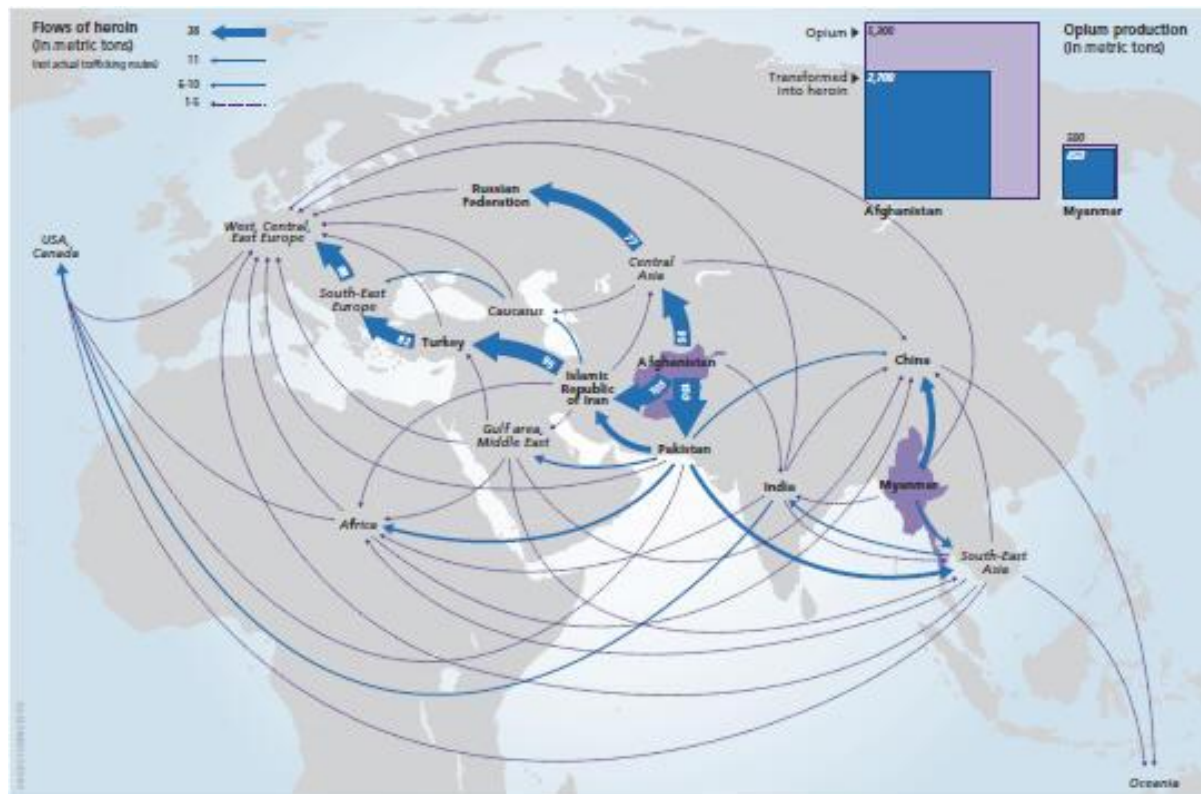 Flows of heroin
(in metric tons)
(not actual trafficking routes)
11
6-10
Opium
Transformed
into heroin
2,700
Afghanistan
Opium production
(in metric tons)
Myanmar
Russian
Federation
West, Central,
East Europe
USA,
Canada
South-East
Europe
Central
Asia
77
Caucasus
Turkey
Afghanistan
Islamic
Republic
of Iran
China
Gulf area,
Middle East
Pakistan
India
Myanmar
Africa
South-East
Asia
Oceania